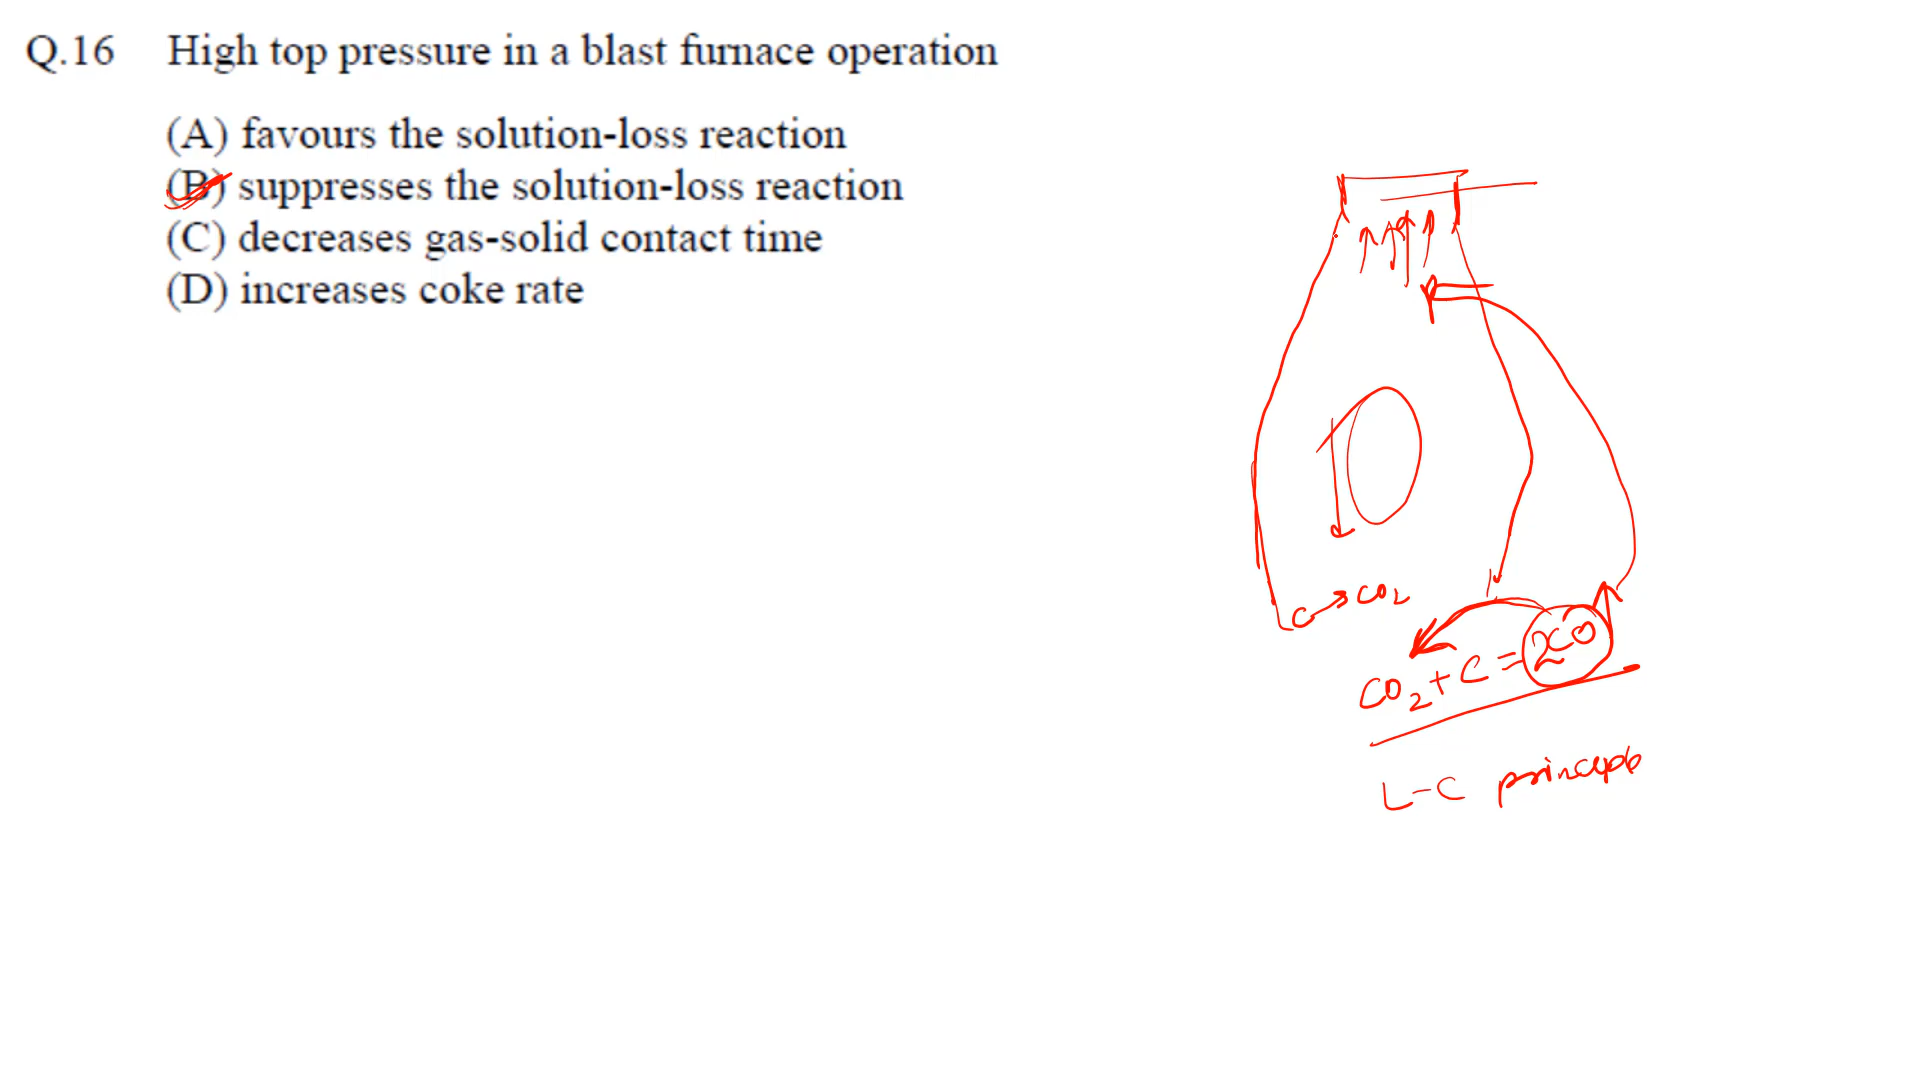 Q.16 High top pressure in a blast furnace operation
(A) favours the solution-loss reaction
(B) suppresses the solution-loss reaction
(C) decreases gas-solid contact time
(D) increases coke rate
C → CO2
CO2 + C = 2CO
L-C principle